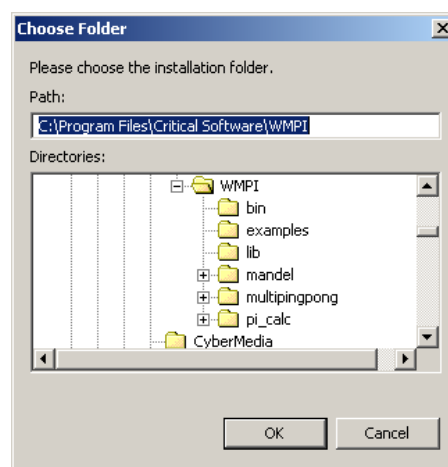 Choose Folder
Please choose the installation folder.
Path:
C:\Program Files\Critical Software\WMPI
Directories:
WMPI
bin
examples
lib
mandel
multipingpong
pi_calc
CyberMedia
OK Cancel